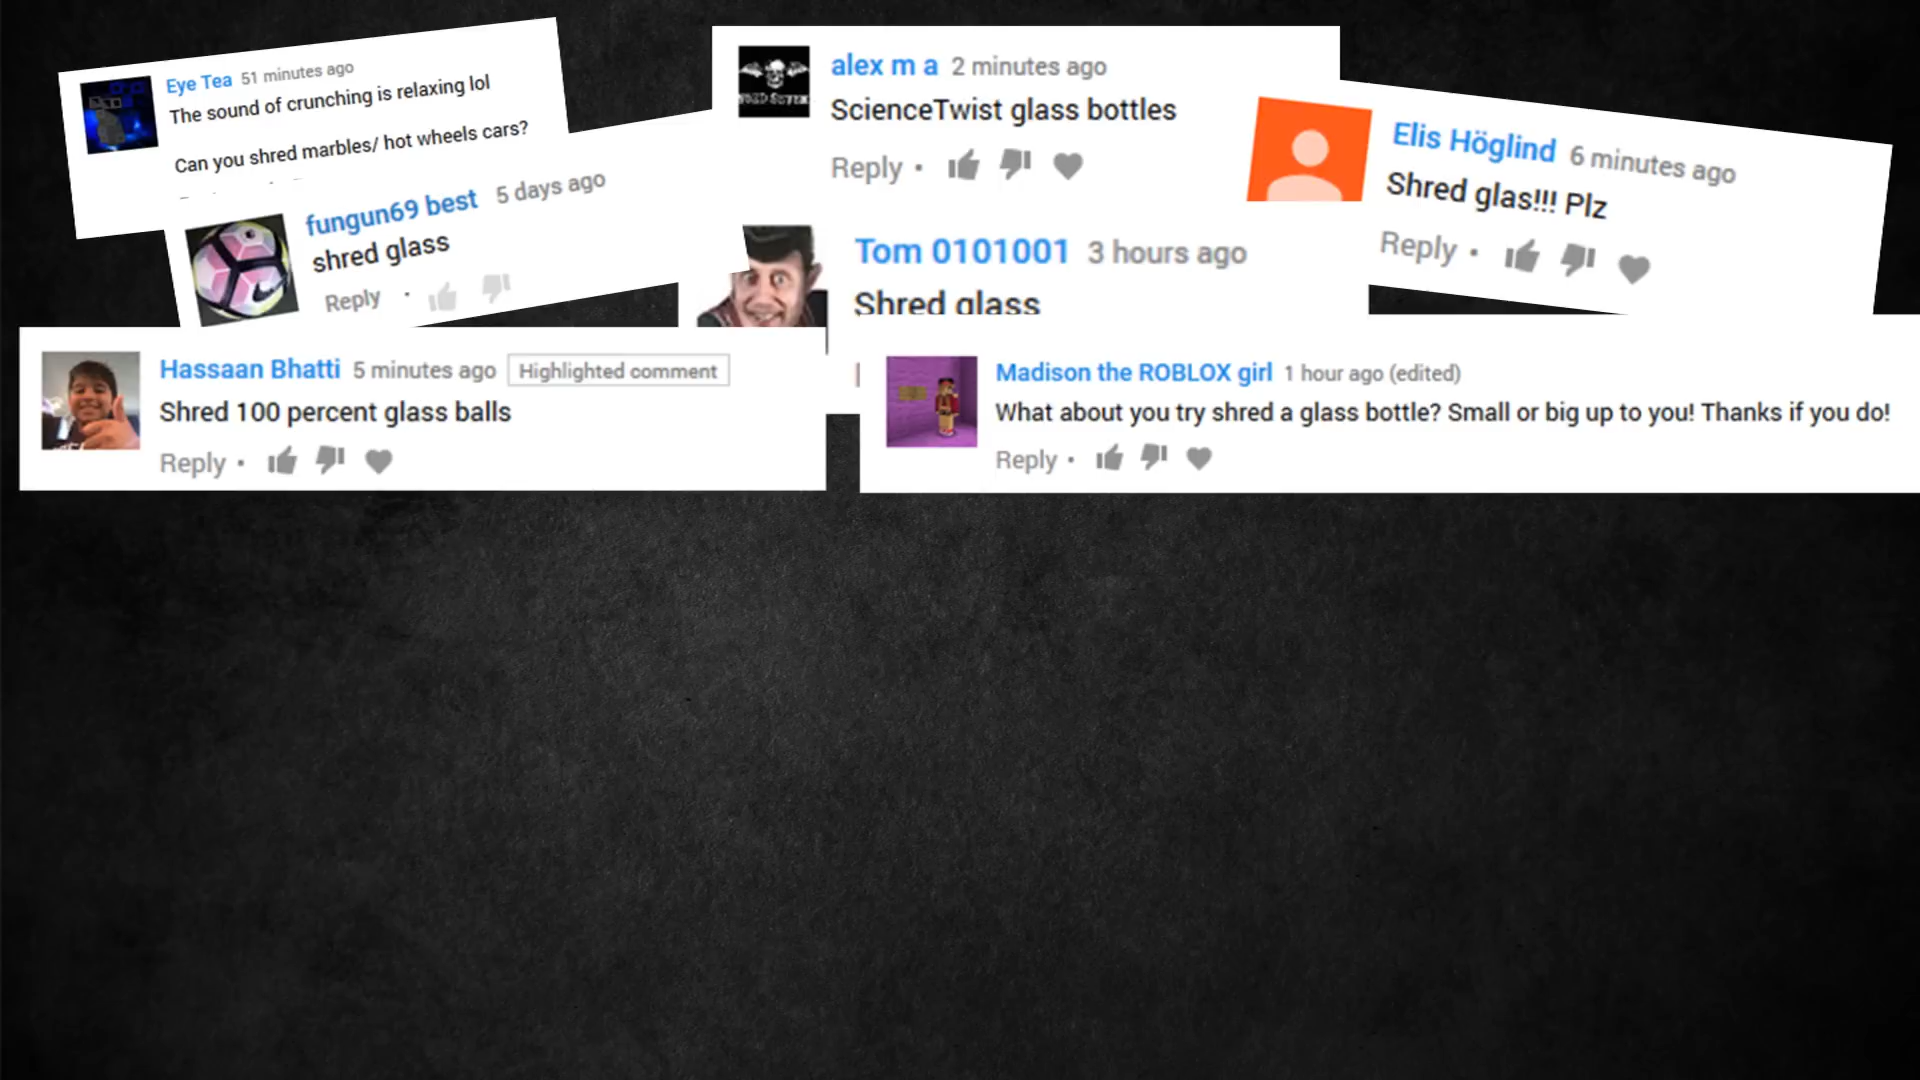 Eye Tea 51 minutes ago
The sound of crunching is relaxing lol
Can you shred marbles/ hot wheels cars?
fungun69 best 5 days ago
shred glass
Reply •
alex m a 2 minutes ago
ScienceTwist glass bottles
Reply •
Elis Höglind 6 minutes ago
Shred glas!!! Plz
Reply •
Tom 0101001 3 hours ago
Shred glass
Hassaan Bhatti 5 minutes ago Highlighted comment
Shred 100 percent glass balls
Reply •
Madison the ROBLOX girl 1 hour ago (edited)
What about you try shred a glass bottle? Small or big up to you! Thanks if you do!
Reply •